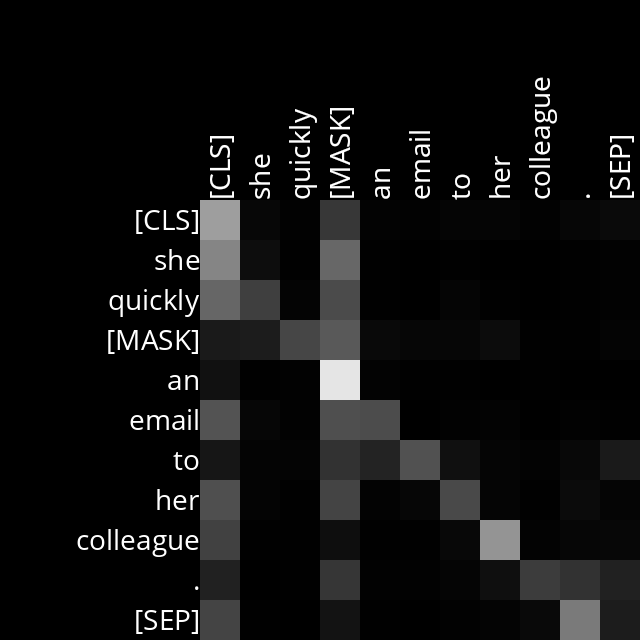 [CLS] she quickly [MASK] an email to her colleague . [SEP]
[CLS]
she
quickly
[MASK]
an
email
to
her
colleague
.
[SEP]